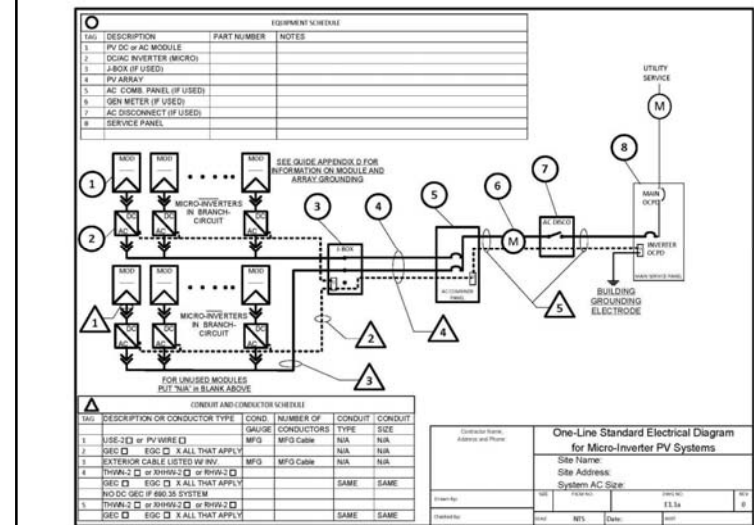 EQUIPMENT SCHEDULE
TAG DESCRIPTION PART NUMBER NOTES
1 PV DC or AC MODULE
2 DC/AC INVERTER (MICRO)
3 J-BOX (IF USED)
4 PV ARRAY
5 AC COMB. PANEL (IF USED)
6 GEN METER (IF USED)
7 AC DISCONNECT (IF USED)
8 SERVICE PANEL
UTILITY
SERVICE
M
MOD MOD MOD
SEE GUIDE APPENDIX D FOR
INFORMATION ON MODULE AND
ARRAY GROUNDING
1
MICRO-INVERTERS
IN BRANCH-
CIRCUIT
DC DC DC
AC AC AC
2
3
J-BOX
4
5
AC COMBINER
PANEL
6
M
7
AC DISCO
8
MAIN
OCPD
INVERTER
OCPD
MAIN SERVICE PANEL
BUILDING
GROUNDING
ELECTRODE
MOD MOD MOD
1
MICRO-INVERTERS
IN BRANCH-
CIRCUIT
DC DC DC
AC AC AC
2
4
5
3
FOR UNUSED MODULES
PUT "N/A" in BLANK ABOVE
CONDUIT AND CONDUCTOR SCHEDULE
TAG DESCRIPTION OR CONDUCTOR TYPE COND. GAUGE NUMBER OF CONDUCTORS CONDUIT TYPE CONDUIT SIZE
1 USE-2 ☐ or PV WIRE ☐ MFG MFG Cable N/A N/A
2 GEC ☐ EGC ☐ X ALL THAT APPLY N/A N/A
3 EXTERIOR CABLE LISTED W/ INV. MFG MFG Cable N/A N/A
4 THWN-2 ☐ or XHHW-2 ☐ or RHW-2 ☐
GEC ☐ EGC ☐ X ALL THAT APPLY SAME SAME
NO DC GEC IF 690.35 SYSTEM
5 THWN-2 ☐ or XHHW-2 ☐ or RHW-2 ☐
GEC ☐ EGC ☐ X ALL THAT APPLY SAME SAME
Contractor Name,
Address and Phone:
One-Line Standard Electrical Diagram
for Micro-Inverter PV Systems
Site Name:
Site Address:
System AC Size:
Drawn By:
SIZE FSCM NO DWG NO REV
E1.1a 0
Checked By:
SCALE NTS Date: